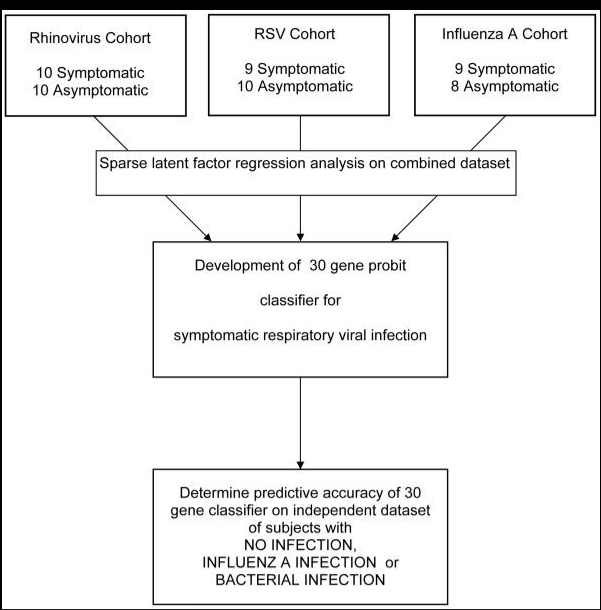 Rhinovirus Cohort
10 Symptomatic
10 Asymptomatic
RSV Cohort
9 Symptomatic
10 Asymptomatic
Influenza A Cohort
9 Symptomatic
8 Asymptomatic
Sparse latent factor regression analysis on combined dataset
Development of 30 gene probit
classifier for
symptomatic respiratory viral infection
Determine predictive accuracy of 30
gene classifier on independent dataset
of subjects with
NO INFECTION,
INFLUENZ A INFECTION or
BACTERIAL INFECTION